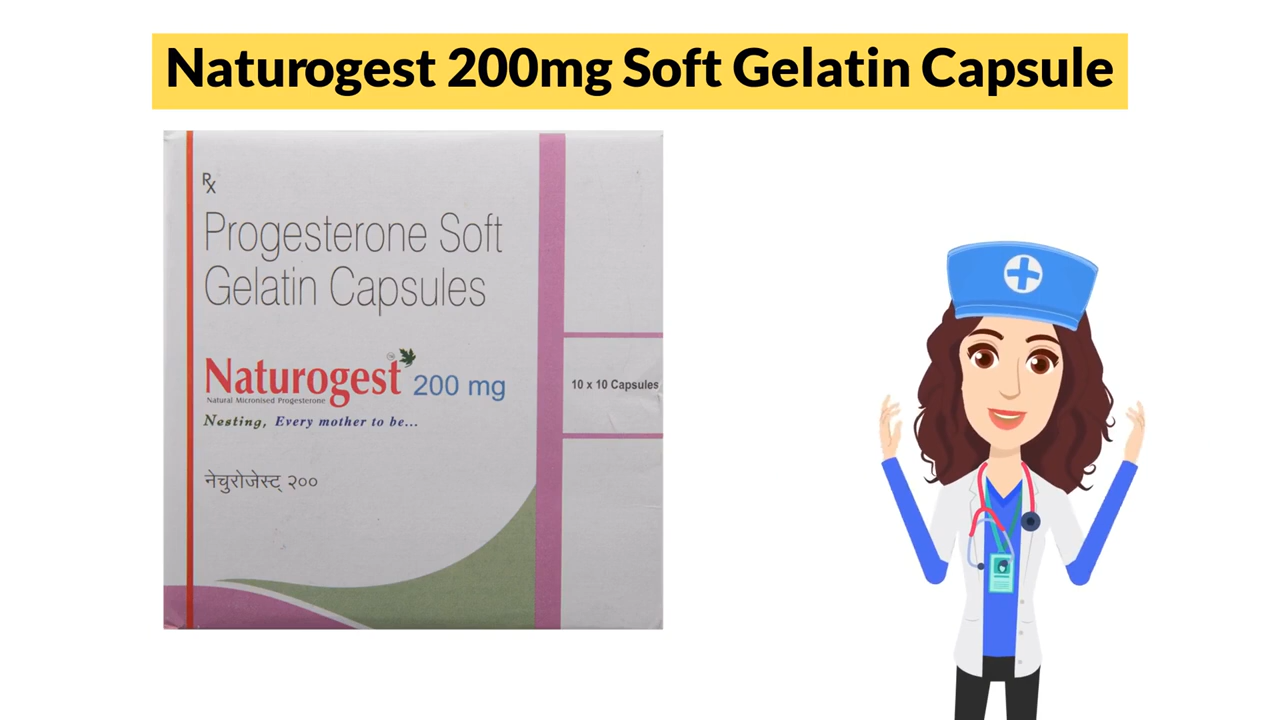 Naturogest 200mg Soft Gelatin Capsule
Rx
Progesterone Soft
Gelatin Capsules
Naturogest 200 mg
Natural Micronised Progesterone
Nesting, Every mother to be...
नेचुरोजेस्ट् २००
10 x 10 Capsules